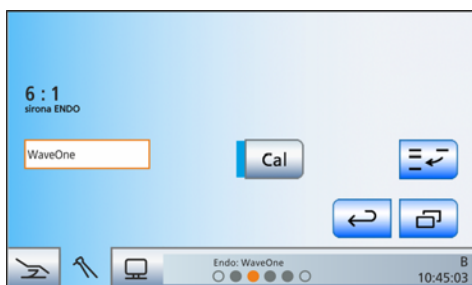 6 : 1
sirona ENDO
WaveOne
Cal
Endo: WaveOne
B
10:45:03